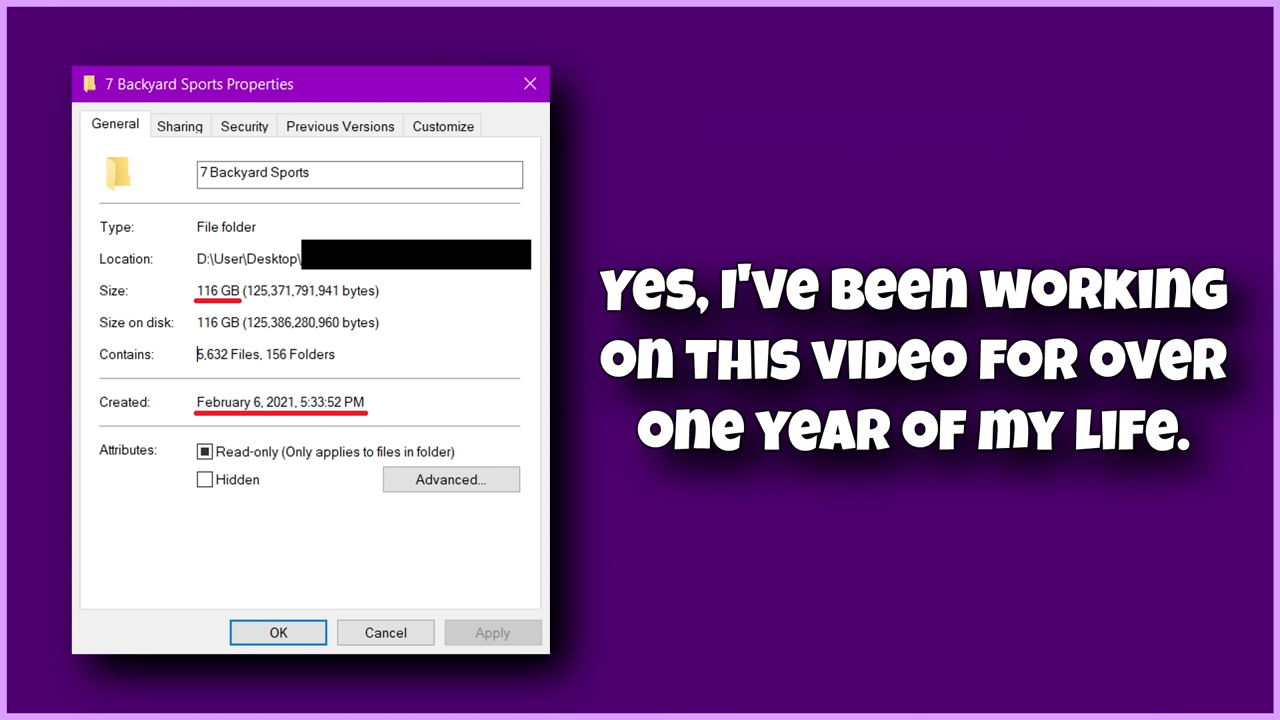 7 Backyard Sports Properties
General Sharing Security Previous Versions Customize
7 Backyard Sports
Type: File folder
Location: D:\User\Desktop\
Size: 116 GB (125,371,791,941 bytes)
Size on disk: 116 GB (125,386,280,960 bytes)
Contains: 6,632 Files, 156 Folders
Created: February 6, 2021, 5:33:52 PM
Attributes: Read-only (Only applies to files in folder)
Hidden Advanced...
OK Cancel Apply
Yes, I've been working
on this video for over
one year of my life.